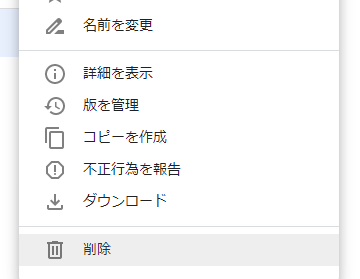 名前を変更
詳細を表示
版を管理
コピーを作成
不正行為を報告
ダウンロード
削除